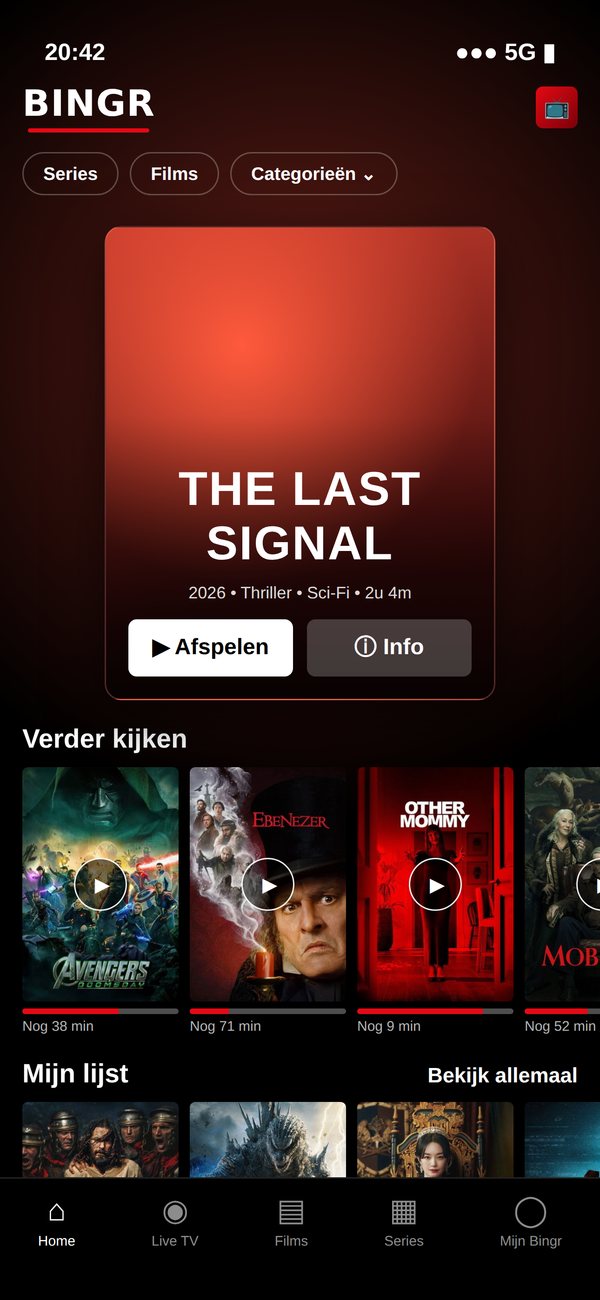 20:42
5G
BINGR
Series
Films
Categorieën
THE LAST
SIGNAL
2026 • Thriller • Sci-Fi • 2u 4m
▶ Afspelen
ⓘ Info
Verder kijken
AVENGERS
DOOMSDAY
EBENEZER
OTHER
MOMMY
MOB
Nog 38 min
Nog 71 min
Nog 9 min
Nog 52 min
Mijn lijst
Bekijk allemaal
Home
Live TV
Films
Series
Mijn Bingr